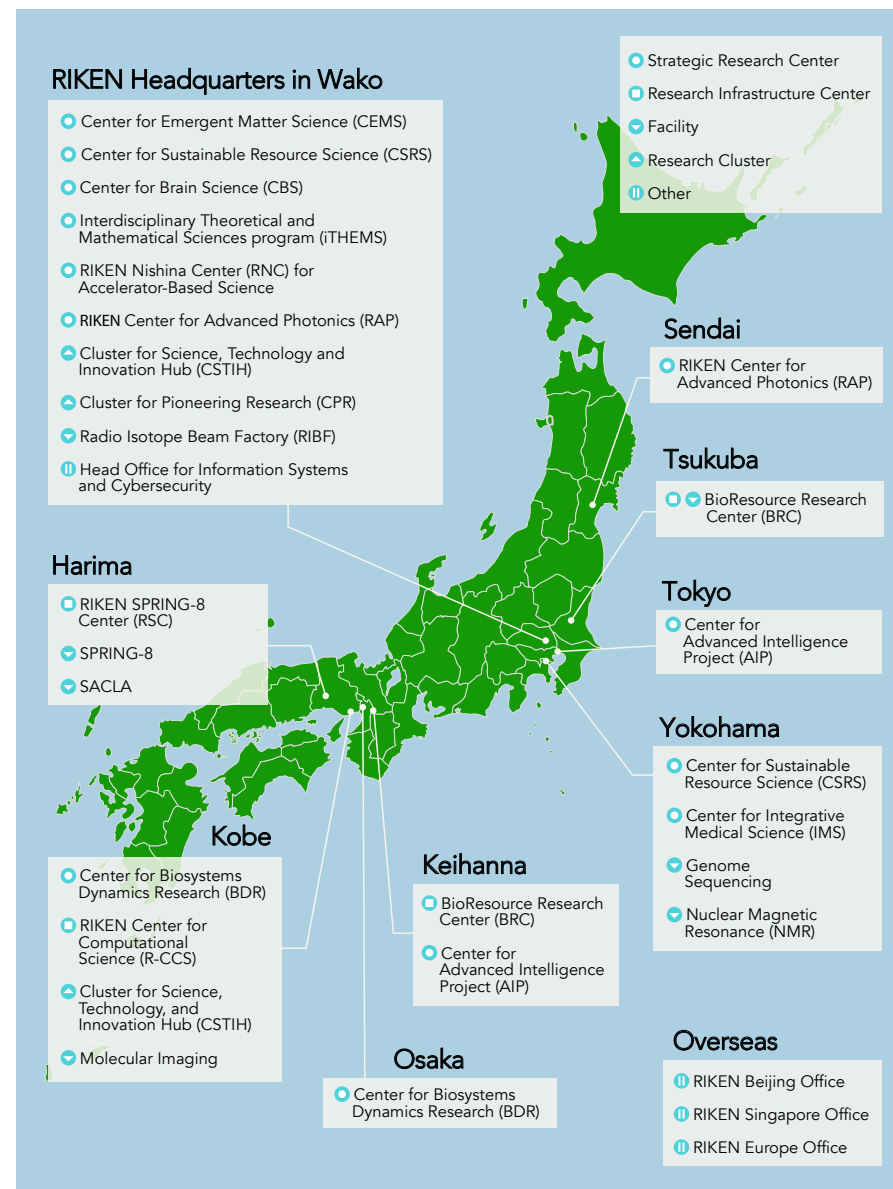 RIKEN Headquarters in Wako
Center for Emergent Matter Science (CEMS)
Center for Sustainable Resource Science (CSRS)
Center for Brain Science (CBS)
Interdisciplinary Theoretical and
Mathematical Sciences program (iTHEMS)
RIKEN Nishina Center (RNC) for
Accelerator-Based Science
RIKEN Center for Advanced Photonics (RAP)
Cluster for Science, Technology and
Innovation Hub (CSTIH)
Cluster for Pioneering Research (CPR)
Radio Isotope Beam Factory (RIBF)
Head Office for Information Systems
and Cybersecurity
Strategic Research Center
Research Infrastructure Center
Facility
Research Cluster
Other
Sendai
RIKEN Center for
Advanced Photonics (RAP)
Tsukuba
BioResource Research
Center (BRC)
Harima
RIKEN SPRING-8
Center (RSC)
SPRING-8
SACLA
Tokyo
Center for
Advanced Intelligence
Project (AIP)
Yokohama
Center for Sustainable
Resource Science (CSRS)
Center for Integrative
Medical Science (IMS)
Genome
Sequencing
Nuclear Magnetic
Resonance (NMR)
Kobe
Center for Biosystems
Dynamics Research (BDR)
RIKEN Center for
Computational
Science (R-CCS)
Cluster for Science,
Technology, and
Innovation Hub (CSTIH)
Molecular Imaging
Keihanna
BioResource Research
Center (BRC)
Center for
Advanced Intelligence
Project (AIP)
Osaka
Center for Biosystems
Dynamics Research (BDR)
Overseas
RIKEN Beijing Office
RIKEN Singapore Office
RIKEN Europe Office